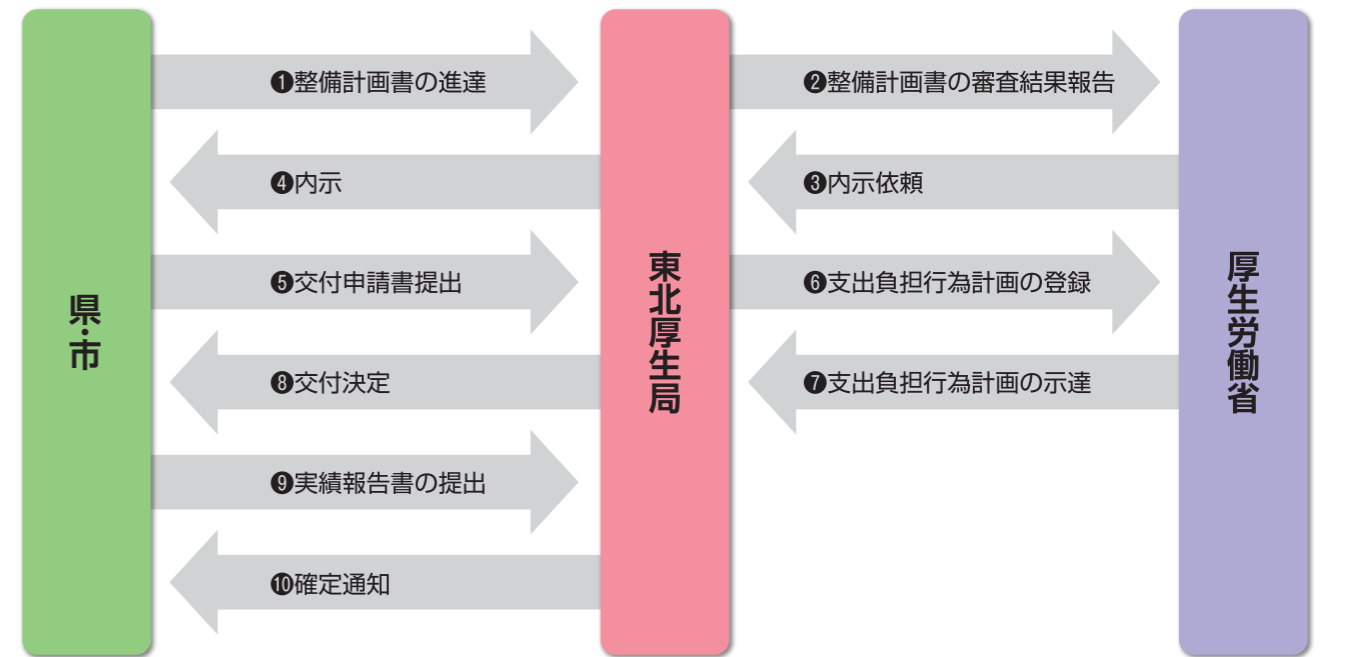 県・市
東北厚生局
厚生労働省
❶整備計画書の進達
❷整備計画書の審査結果報告
❹内示
❸内示依頼
❺交付申請書提出
❻支出負担行為計画の登録
❽交付決定
❼支出負担行為計画の示達
❾実績報告書の提出
❿確定通知